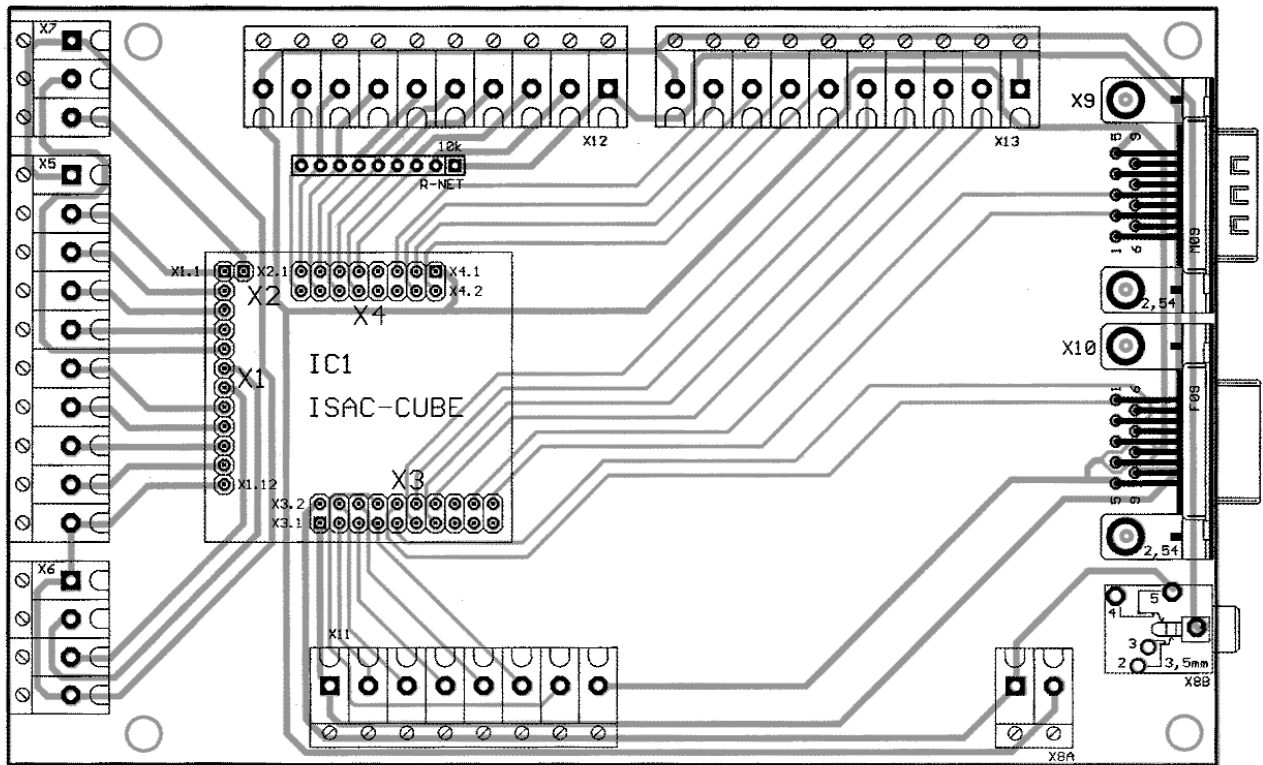 X7
X5
X6
X12
10k
R-NET
X13
X9
5
9
1
6
M09
2,54
X10
1
6
F09
5
9
2,54
X1.1
X2.1
X2
X4.1
X4.2
X4
X1
IC1
ISAC-CUBE
X1.12
X3
X3.2
X3.1
X11
4
5
3
2
3,5mm
X8B
X8A